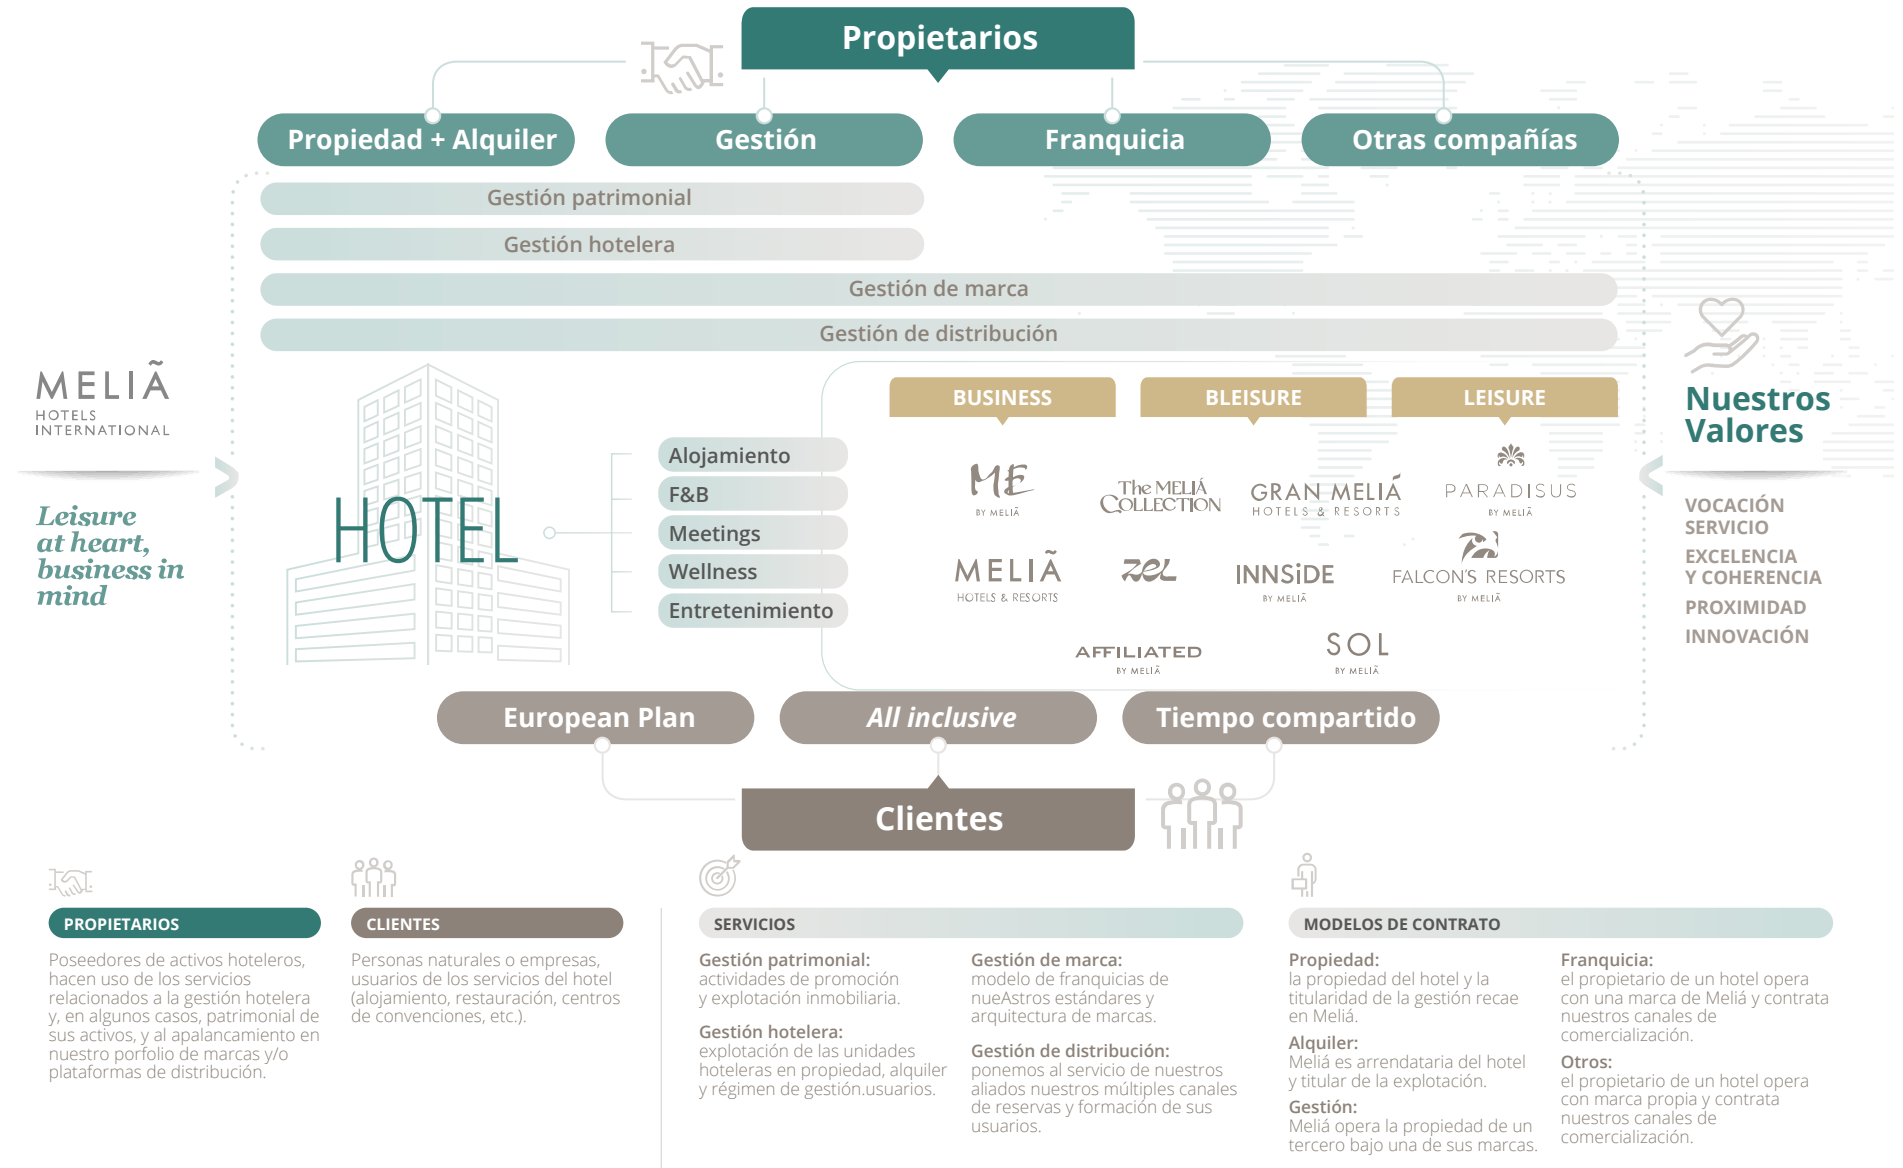 Propietarios
Propiedad + Alquiler
Gestión
Franquicia
Otras compañías
Gestión patrimonial
Gestión hotelera
Gestión de marca
Gestión de distribución
MELIÃ
HOTELS
INTERNATIONAL
Leisure
at heart,
business in
mind
HOTEL
Alojamiento
F&B
Meetings
Wellness
Entretenimiento
BUSINESS
BLEISURE
LEISURE
ME
BY MELIÃ
The MELIÁ
COLLECTION
GRAN MELIÁ
HOTELS & RESORTS
PARADISUS
BY MELIÃ
MELIÃ
HOTELS & RESORTS
ZEL
INNSiDE
BY MELIÃ
FALCON'S RESORTS
BY MELIÃ
AFFILIATED
BY MELIÃ
SOL
BY MELIÃ
Nuestros
Valores
VOCACIÓN
SERVICIO
EXCELENCIA
Y COHERENCIA
PROXIMIDAD
INNOVACIÓN
European Plan
All inclusive
Tiempo compartido
Clientes
PROPIETARIOS
Poseedores de activos hoteleros,
hacen uso de los servicios
relacionados a la gestión hotelera
y, en algunos casos, patrimonial de
sus activos, y al apalancamiento en
nuestro porfolio de marcas y/o
plataformas de distribución.
CLIENTES
Personas naturales o empresas,
usuarios de los servicios del hotel
(alojamiento, restauración, centros
de convenciones, etc.).
SERVICIOS
Gestión patrimonial:
actividades de promoción
y explotación inmobiliaria.
Gestión hotelera:
explotación de las unidades
hoteleras en propiedad, alquiler
y régimen de gestión.usuarios.
Gestión de marca:
modelo de franquicias de
nueAstros estándares y
arquitectura de marcas.
Gestión de distribución:
ponemos al servicio de nuestros
aliados nuestros múltiples canales
de reservas y formación de sus
usuarios.
MODELOS DE CONTRATO
Propiedad:
la propiedad del hotel y la
titularidad de la gestión recae
en Meliá.
Alquiler:
Meliá es arrendataria del hotel
y titular de la explotación.
Gestión:
Meliá opera la propiedad de un
tercero bajo una de sus marcas.
Franquicia:
el propietario de un hotel opera
con una marca de Meliá y contrata
nuestros canales de
comercialización.
Otros:
el propietario de un hotel opera
con marca propia y contrata
nuestros canales de
comercialización.